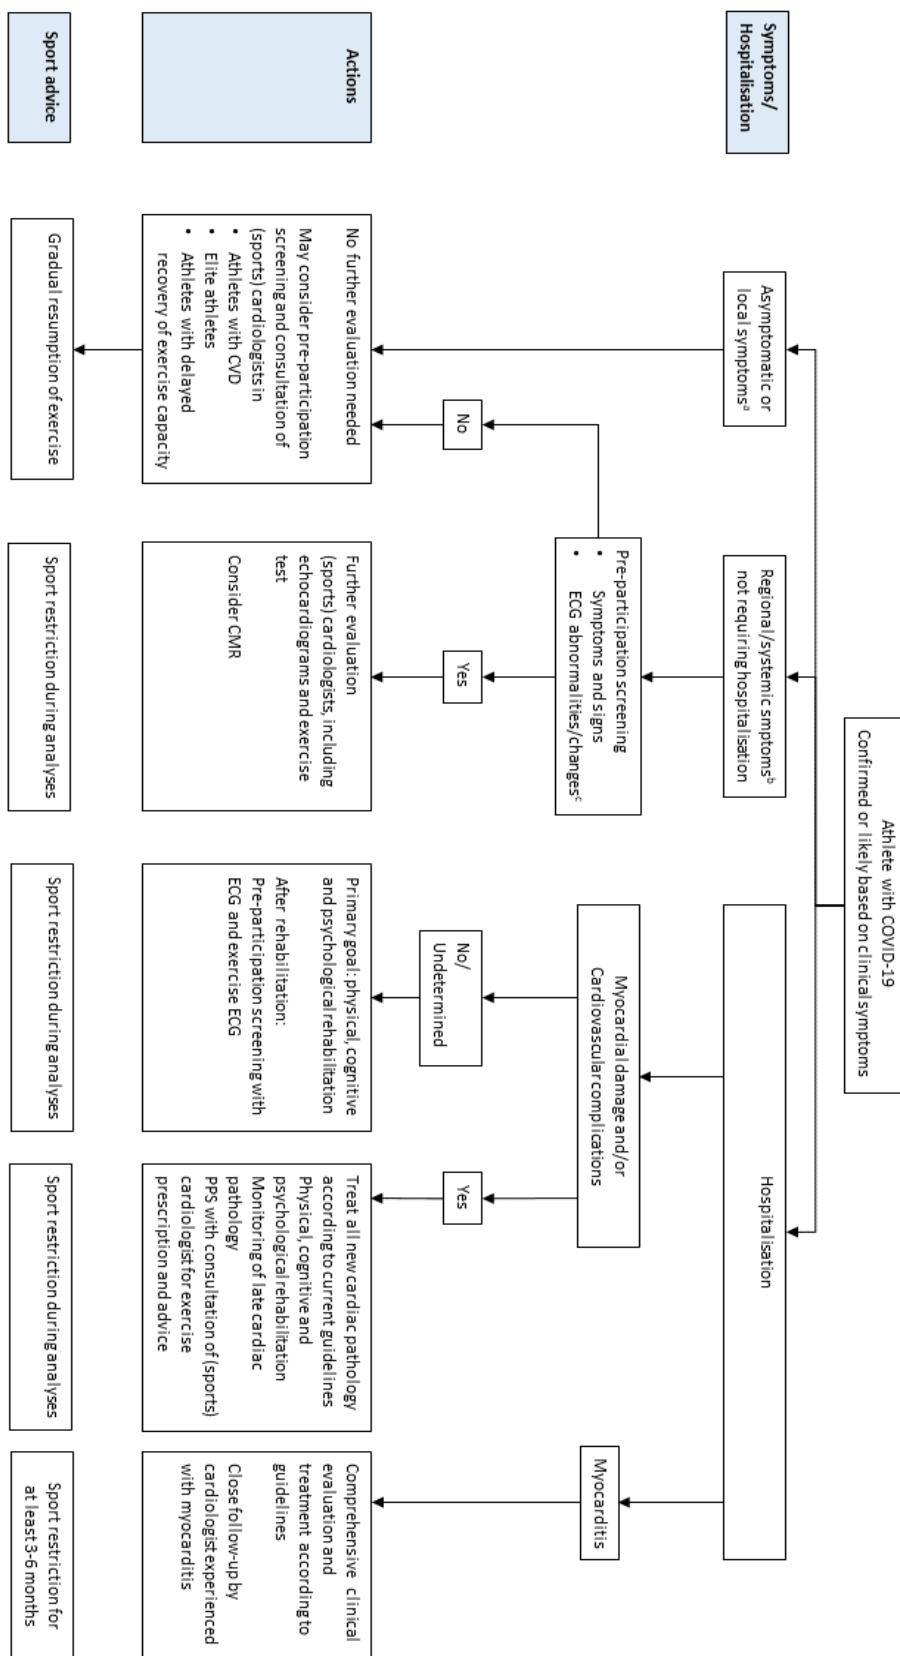 Athlete with COVID-19
Confirmed or likely based on clinical symptoms
Symptoms/
Hospitalisation
Asymptomatic or
local symptomsᵃ
Regional/systemic smptomsᵇ
not requiring hospitalisation
Hospitalisation
Pre-participation screening
• Symptoms and signs
• ECG abnormalities/changesᶜ
Myocardial damage and/or
Cardiovascular complications
Myocarditis
No
Yes
No/
Undetermined
Yes
Actions
No further evaluation needed
May consider pre-participation
screening and consultation of
(sports) cardiologists in
• Athletes with CVD
• Elite athletes
• Athletes with delayed
recovery of exercise capacity
Further evaluation
(sports) cardiologists, including
echocardiograms and exercise
test
Consider CMR
Primary goal: physical, cognitive
and psychological rehabilitation
After rehabilitation:
Pre-participation screening with
ECG and exercise ECG
Treat all new cardiac pathology
according to current guidelines
Physical, cognitive and
psychological rehabilitation
Monitoring of late cardiac
pathology
PPS with consultation of (sports)
cardiologist for exercise
prescription and advice
Comprehensive clinical
evaluation and
treatment according to
guidelines
Close follow-up by
cardiologist experienced
with myocarditis
Sport advice
Gradual resumption of exercise
Sport restriction during analyses
Sport restriction during analyses
Sport restriction during analyses
Sport restriction for
at least 3-6 months